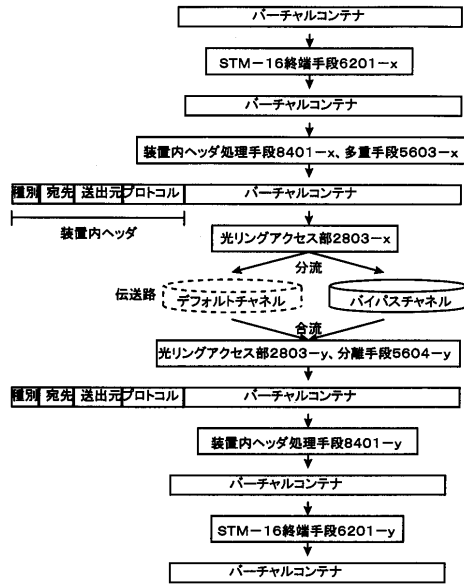 バーチャルコンテナ
STM－16終端手段6201－x
バーチャルコンテナ
装置内ヘッダ処理手段8401－x、多重手段5603－x
種別 宛先 送出元 プロトコル バーチャルコンテナ
装置内ヘッダ
光リングアクセス部2803－x
分流
伝送路 デフォルトチャネル バイパスチャネル
合流
光リングアクセス部2803－y、分離手段5604－y
種別 宛先 送出元 プロトコル バーチャルコンテナ
装置内ヘッダ処理手段8401－y
バーチャルコンテナ
STM－16終端手段6201－y
バーチャルコンテナ